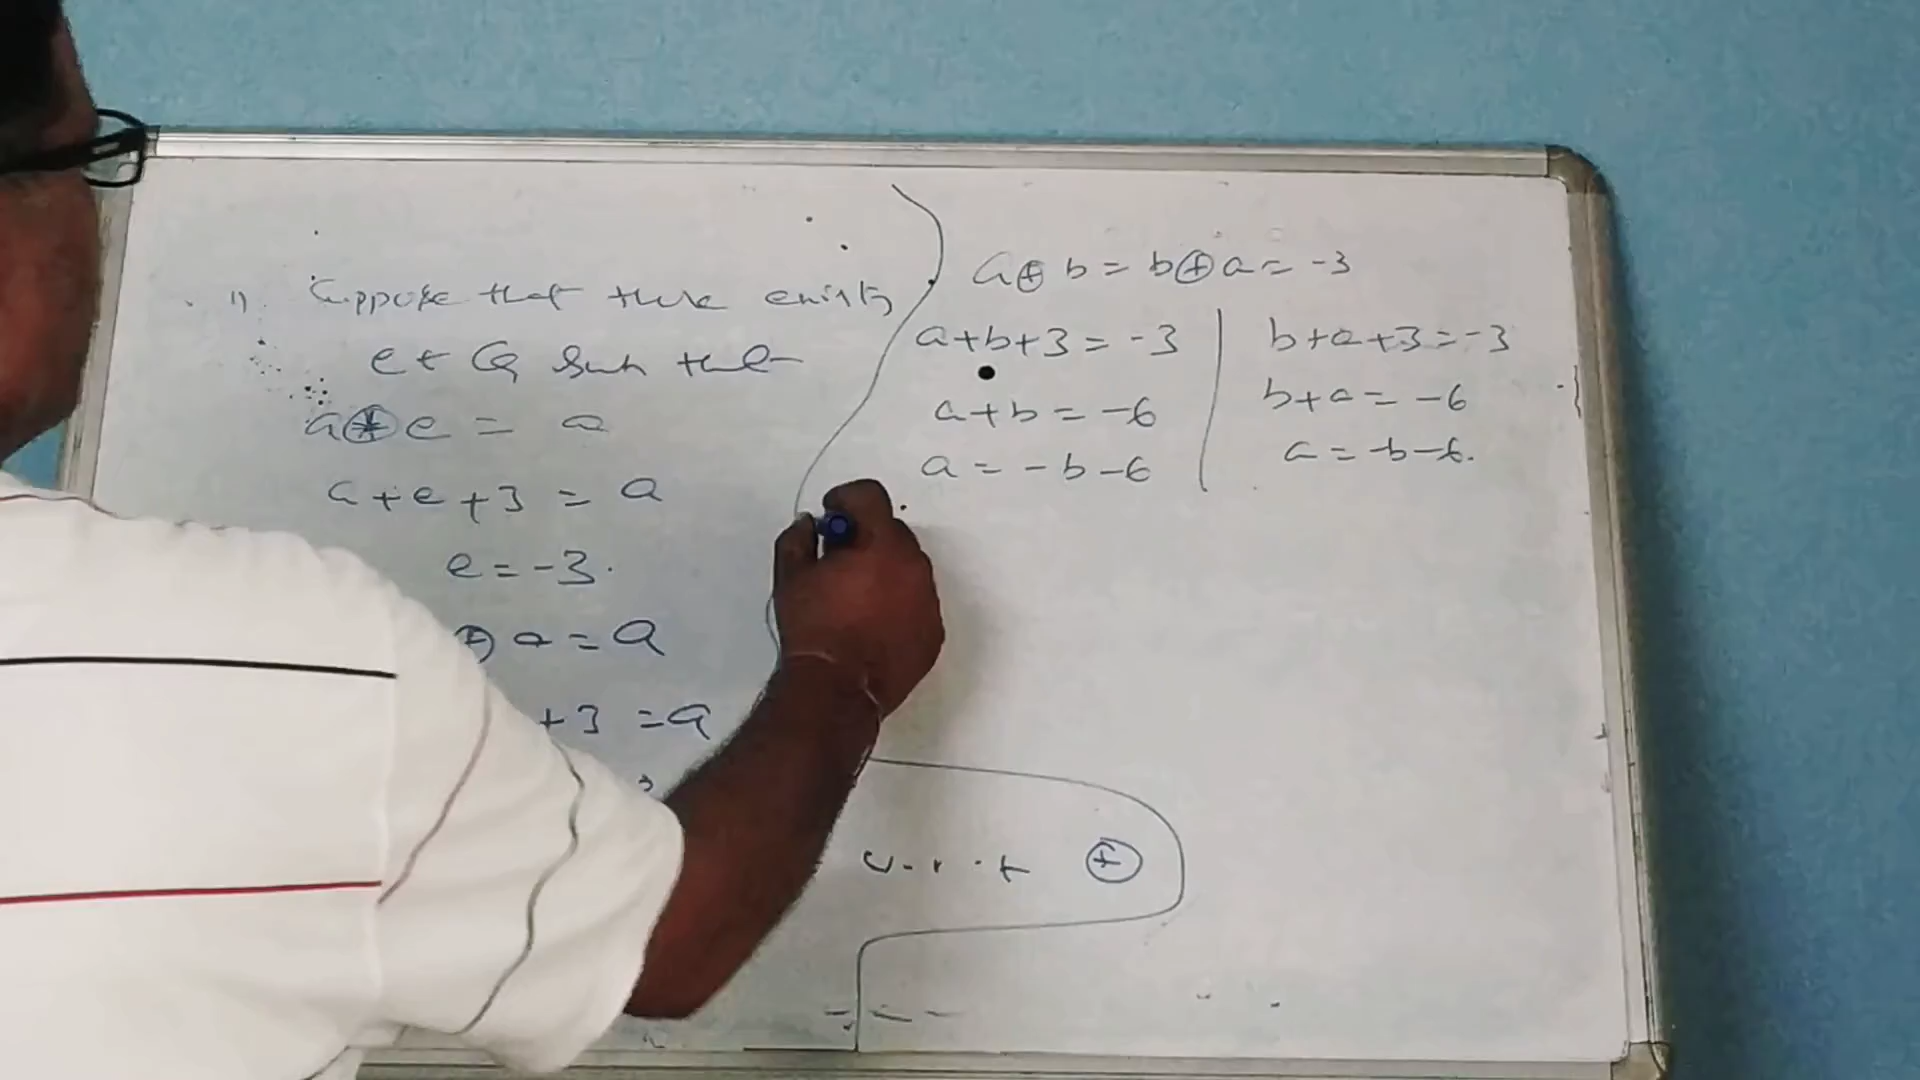 1) Suppose that there exists
e ∈ Q such that
a ⊛ e = a
a + e + 3 = a
e = -3.
⊕ a = a
+ 3 = a
w.r.t ⊕
a ⊕ b = b ⊕ a = -3
a + b + 3 = -3
a + b = -6
a = -b - 6
b + a + 3 = -3
b + a = -6
a = -b - 6.